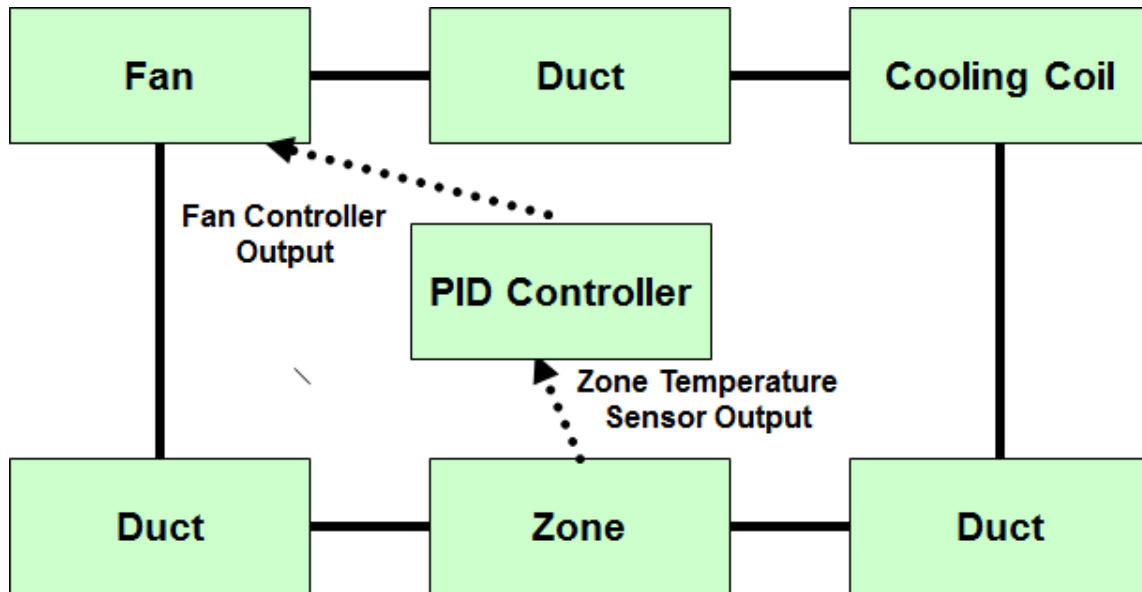 Fan
Duct
Cooling Coil
Fan Controller
Output
PID Controller
Zone Temperature
Sensor Output
Duct
Zone
Duct